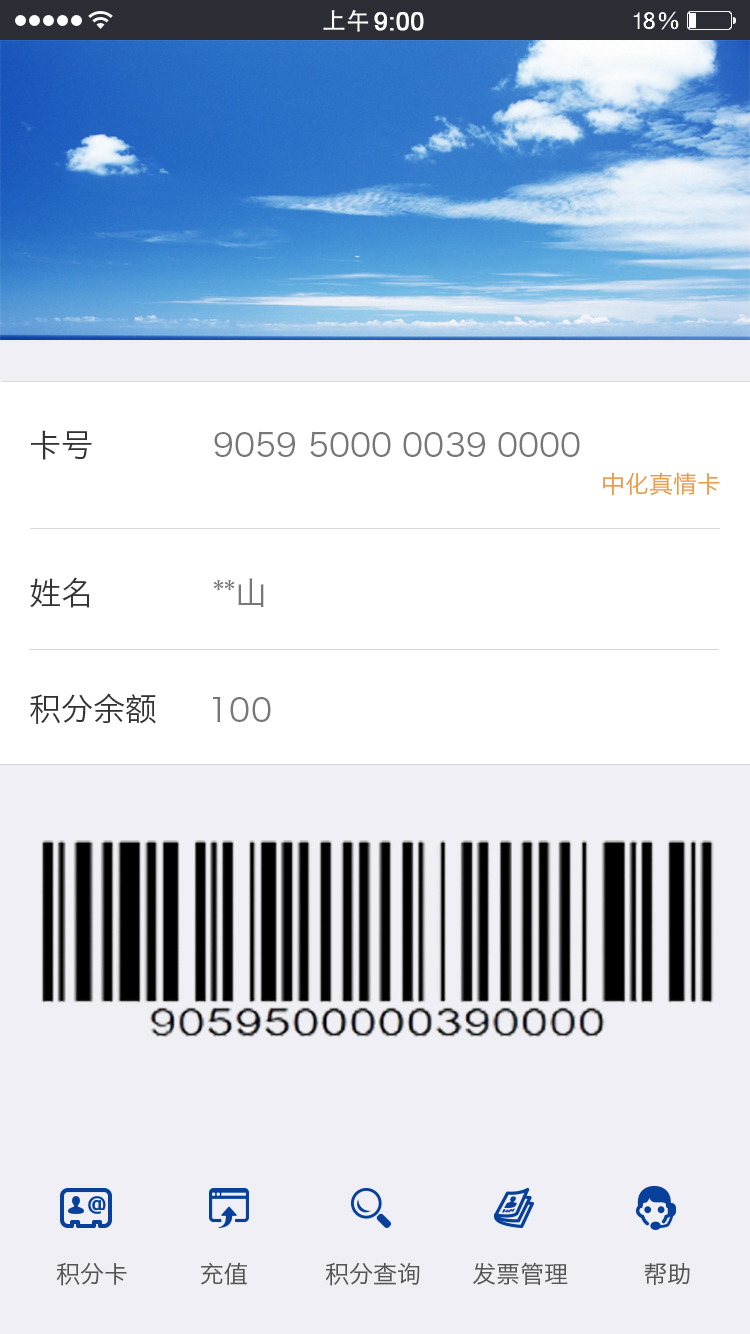 上午9:00 18%
卡号 9059 5000 0039 0000
中化真情卡
姓名 **山
积分余额 100
9059500000390000
积分卡 充值 积分查询 发票管理 帮助